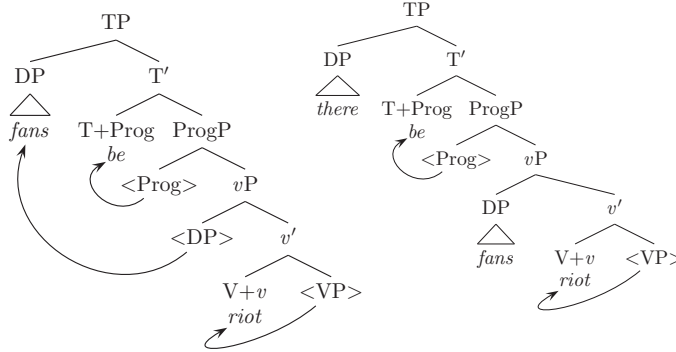 TP
DP T′
fans T+Prog ProgP
be
<Prog> vP
<DP> v′
V+v <VP>
riot
TP
DP T′
there T+Prog ProgP
be
<Prog> vP
DP v′
fans V+v <VP>
riot